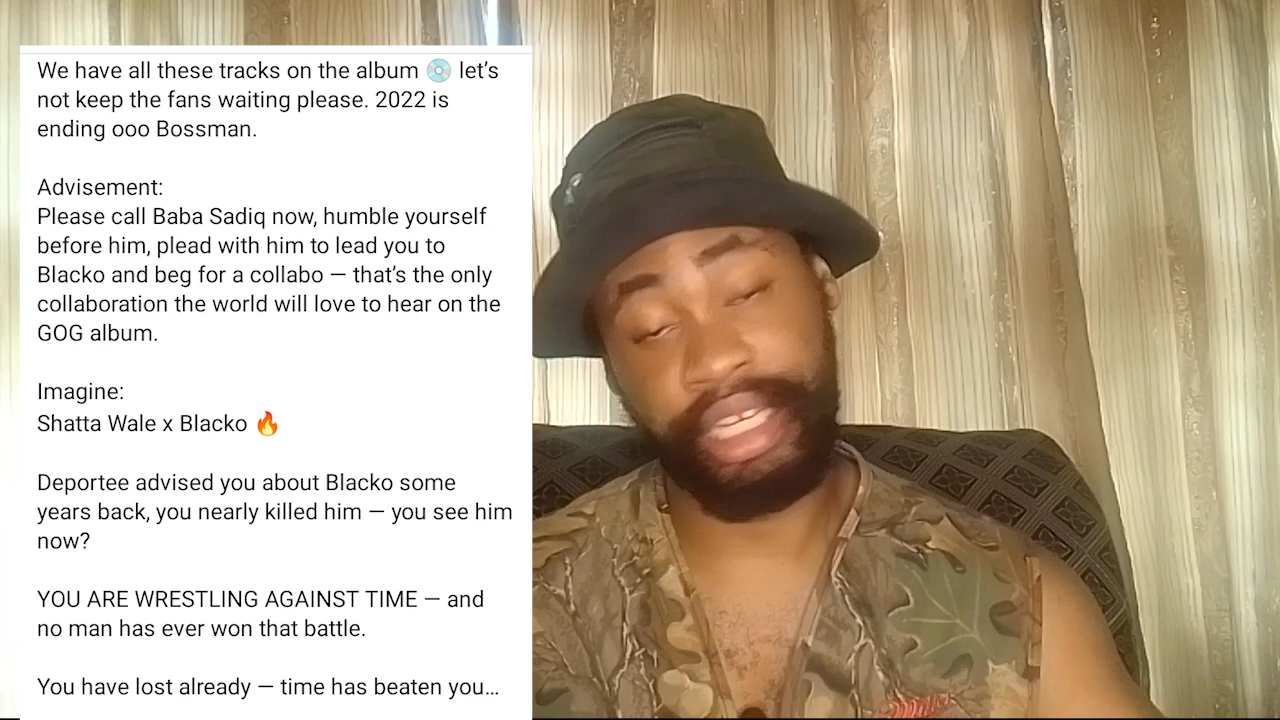 We have all these tracks on the album 💿 let’s
not keep the fans waiting please. 2022 is
ending ooo Bossman.
Advisement:
Please call Baba Sadiq now, humble yourself
before him, plead with him to lead you to
Blacko and beg for a collabo — that’s the only
collaboration the world will love to hear on the
GOG album.
Imagine:
Shatta Wale x Blacko 🔥
Deportee advised you about Blacko some
years back, you nearly killed him — you see him
now?
YOU ARE WRESTLING AGAINST TIME — and
no man has ever won that battle.
You have lost already — time has beaten you…